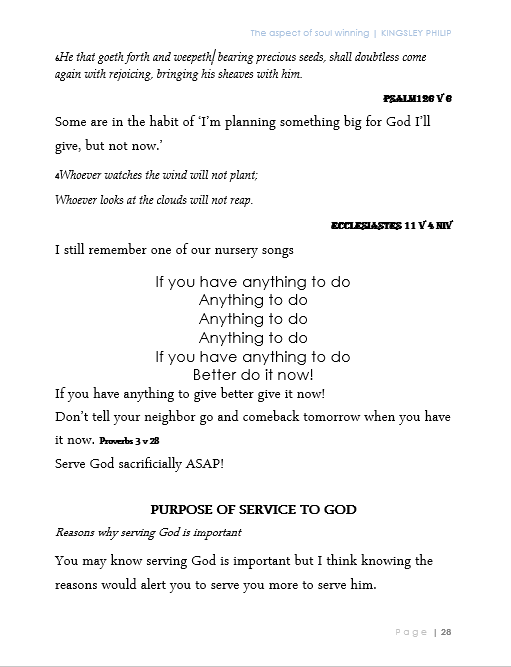 The aspect of soul winning | KINGSLEY PHILIP
6He that goeth forth and weepeth/ bearing precious seeds, shall doubtless come
again with rejoicing, bringing his sheaves with him.
PSALM126 V 6
Some are in the habit of ‘I’m planning something big for God I’ll
give, but not now.’
4Whoever watches the wind will not plant;
Whoever looks at the clouds will not reap.
ECCLESIASTES 11 V 4 NIV
I still remember one of our nursery songs
If you have anything to do
Anything to do
Anything to do
Anything to do
If you have anything to do
Better do it now!
If you have anything to give better give it now!
Don’t tell your neighbor go and comeback tomorrow when you have
it now. Proverbs 3 v 28
Serve God sacrificially ASAP!
PURPOSE OF SERVICE TO GOD
Reasons why serving God is important
You may know serving God is important but I think knowing the
reasons would alert you to serve you more to serve him.
Page | 28